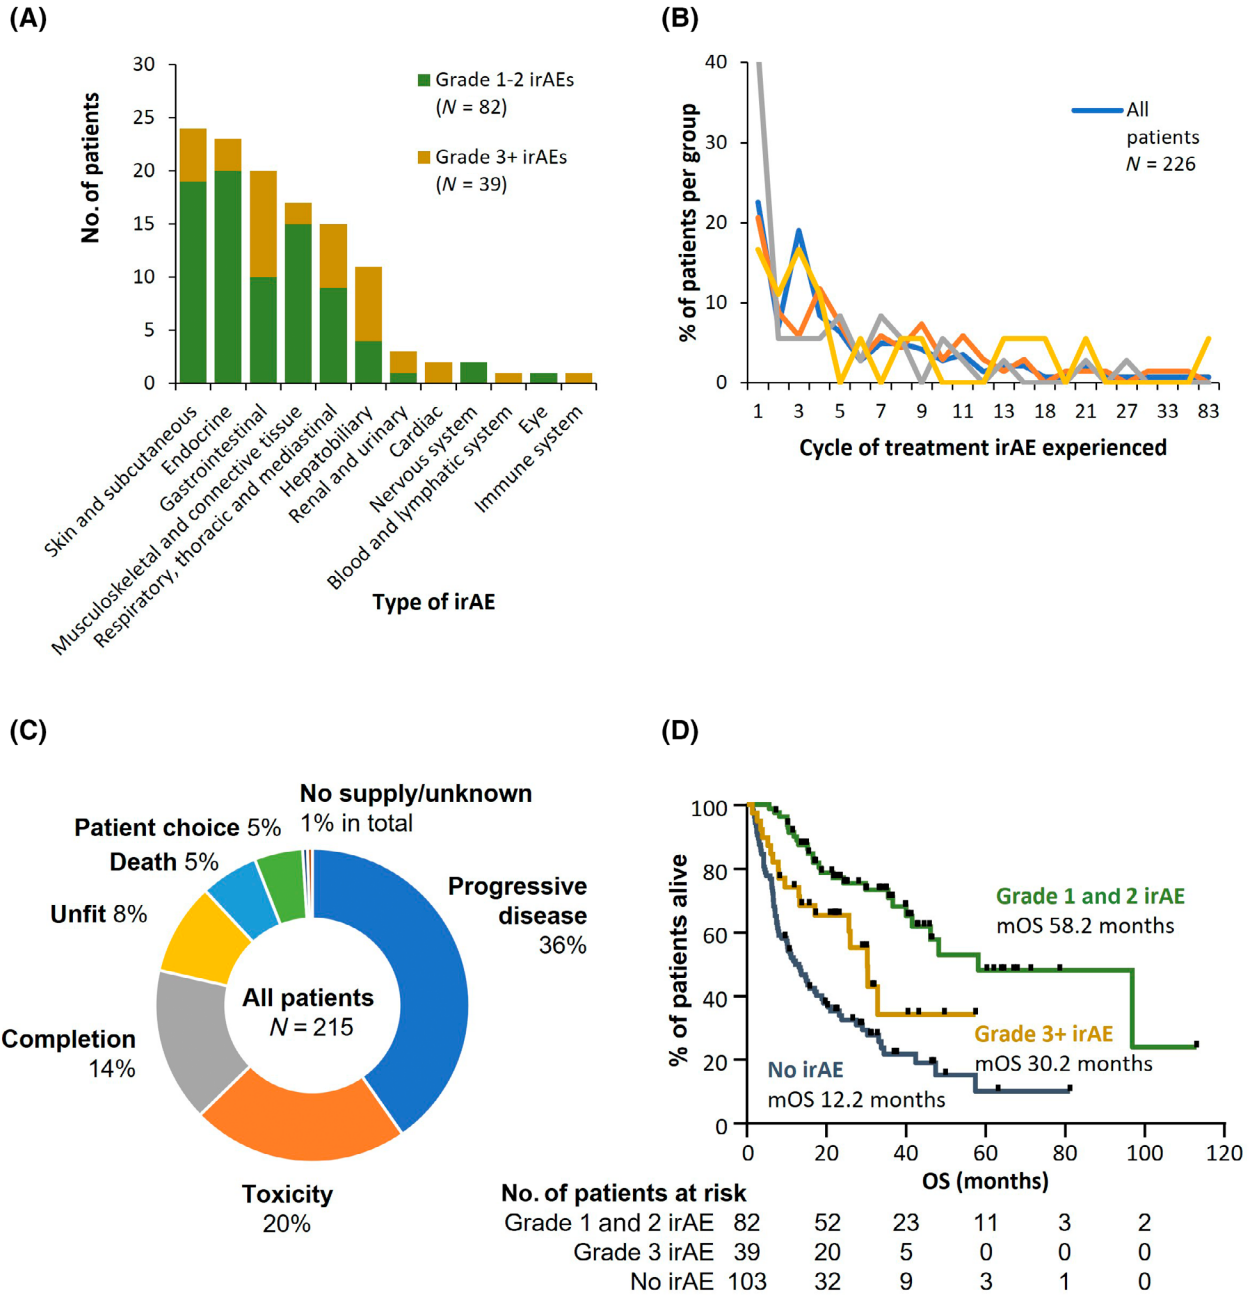 (A)
30
25
20
15
10
5
0
No. of patients
Grade 1-2 irAEs
(N = 82)
Grade 3+ irAEs
(N = 39)
Skin and subcutaneous
Endocrine
Gastrointestinal
Musculoskeletal and connective tissue
Respiratory, thoracic and mediastinal
Hepatobiliary
Renal and urinary
Cardiac
Nervous system
Blood and lymphatic system
Eye
Immune system
Type of irAE
(B)
40
30
20
10
0
% of patients per group
All
patients
N = 226
1 3 5 7 9 11 13 18 21 27 33 83
Cycle of treatment irAE experienced
(C)
No supply/unknown
1% in total
Patient choice 5%
Death 5%
Unfit 8%
Completion
14%
Progressive
disease
36%
All patients
N = 215
Toxicity
20%
(D)
100
80
60
40
20
0
% of patients alive
Grade 1 and 2 irAE
mOS 58.2 months
Grade 3+ irAE
mOS 30.2 months
No irAE
mOS 12.2 months
0 20 40 60 80 100 120
OS (months)
No. of patients at risk
Grade 1 and 2 irAE 82 52 23 11 3 2
Grade 3 irAE 39 20 5 0 0 0
No irAE 103 32 9 3 1 0